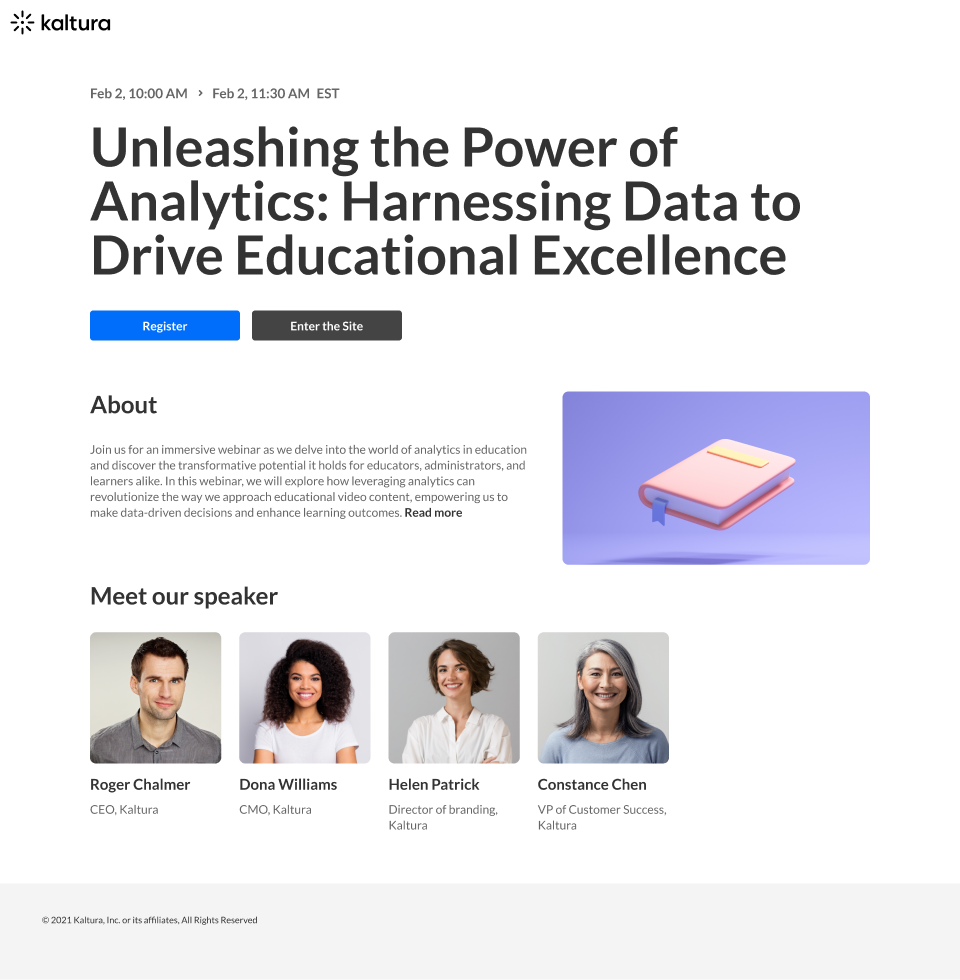 kaltura
Feb 2, 10:00 AM > Feb 2, 11:30 AM EST
Unleashing the Power of
Analytics: Harnessing Data to
Drive Educational Excellence
Register
Enter the Site
About
Join us for an immersive webinar as we delve into the world of analytics in education
and discover the transformative potential it holds for educators, administrators, and
learners alike. In this webinar, we will explore how leveraging analytics can
revolutionize the way we approach educational video content, empowering us to
make data-driven decisions and enhance learning outcomes. Read more
Meet our speaker
Roger Chalmer
CEO, Kaltura
Dona Williams
CMO, Kaltura
Helen Patrick
Director of branding,
Kaltura
Constance Chen
VP of Customer Success,
Kaltura
© 2021 Kaltura, Inc. or its affiliates, All Rights Reserved